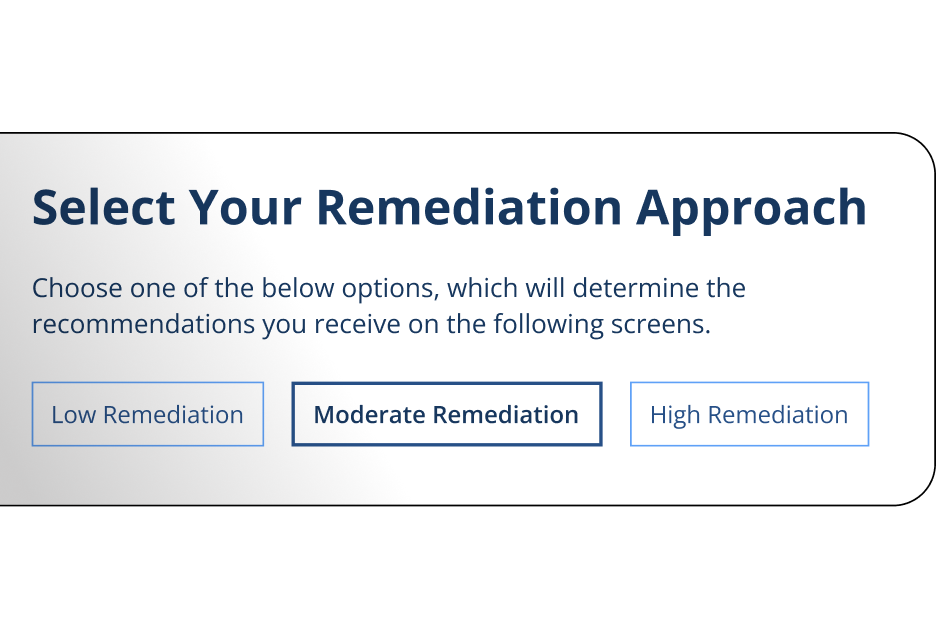 Select Your Remediation Approach
Choose one of the below options, which will determine the
recommendations you receive on the following screens.
Low Remediation
Moderate Remediation
High Remediation